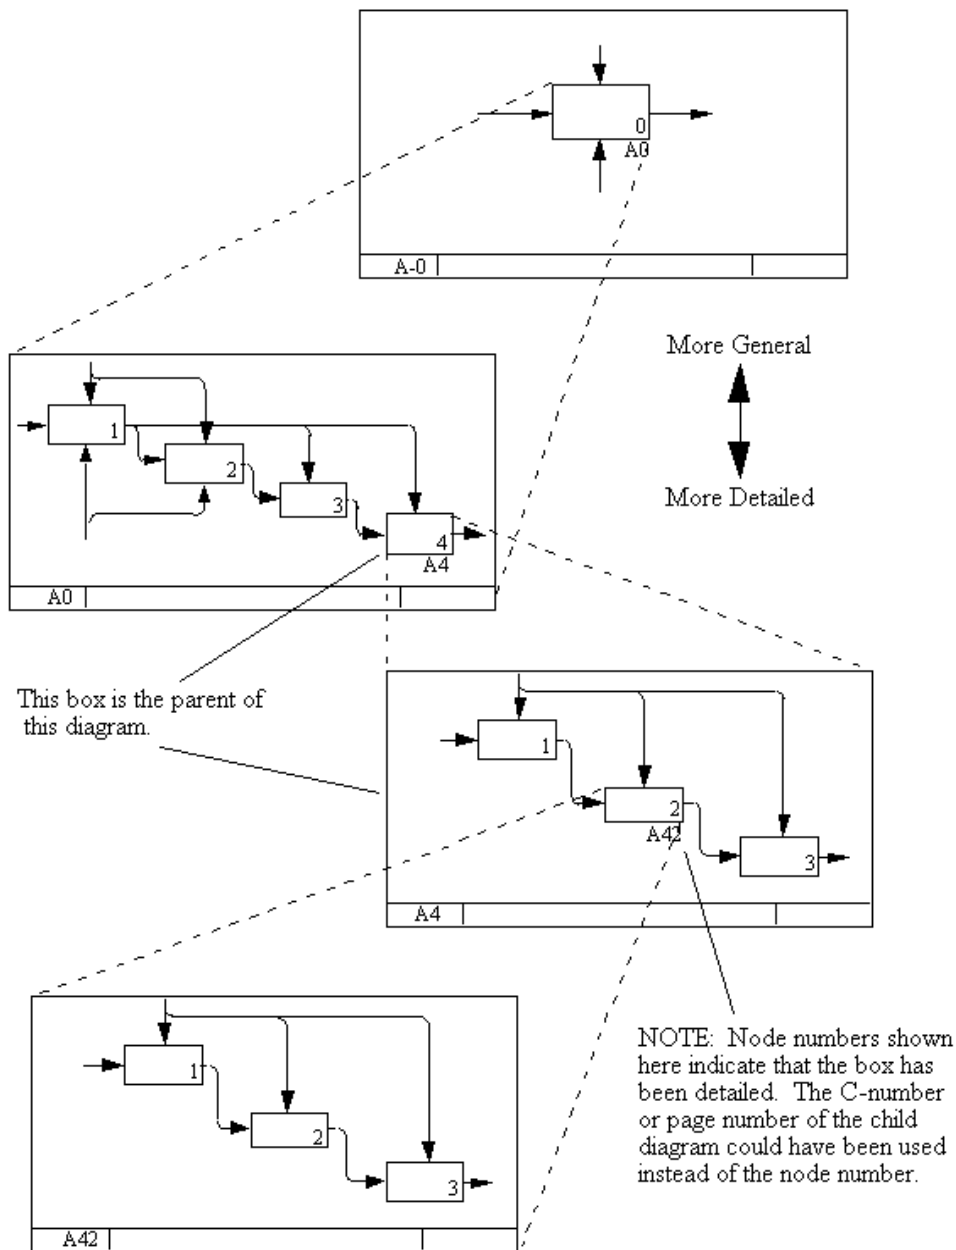 0
A0
A-0
More General
More Detailed
1
2
3
4
A4
A0
This box is the parent of
this diagram.
1
2
A42
3
A4
NOTE:  Node numbers shown
here indicate that the box has
been detailed.  The C-number
or page number of the child
diagram could have been used
instead of the node number.
1
2
3
A42